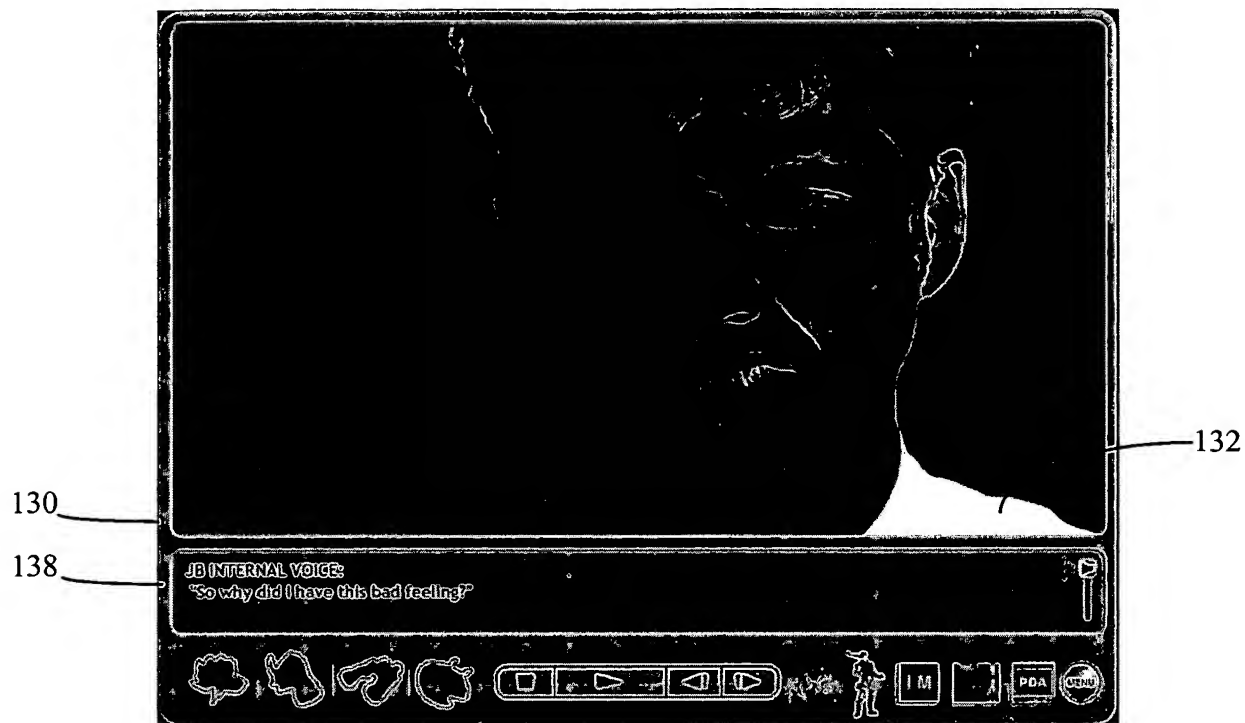 132
130
138
JB INTERNAL VOICE:
"So why did I have this bad feeling?"
IM
PDA
MENU